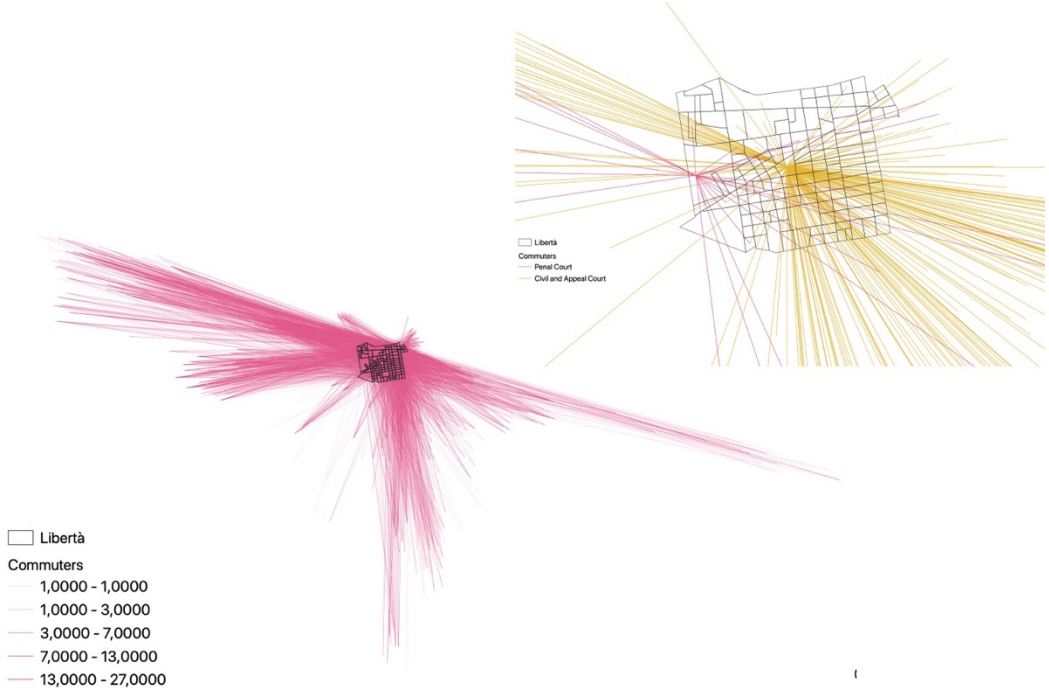 Libertà
Commuters
Penal Court
Civil and Appeal Court
Libertà
Commuters
1,0000 - 1,0000
1,0000 - 3,0000
3,0000 - 7,0000
7,0000 - 13,0000
13,0000 - 27,0000
(